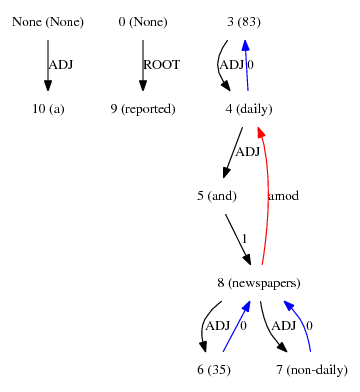 None (None) 0 (None) 3 (83)
ADJ ROOT ADJ 0
10 (a) 9 (reported) 4 (daily)
ADJ
5 (and) amod
1
8 (newspapers)
ADJ 0 ADJ 0
6 (35) 7 (non-daily)